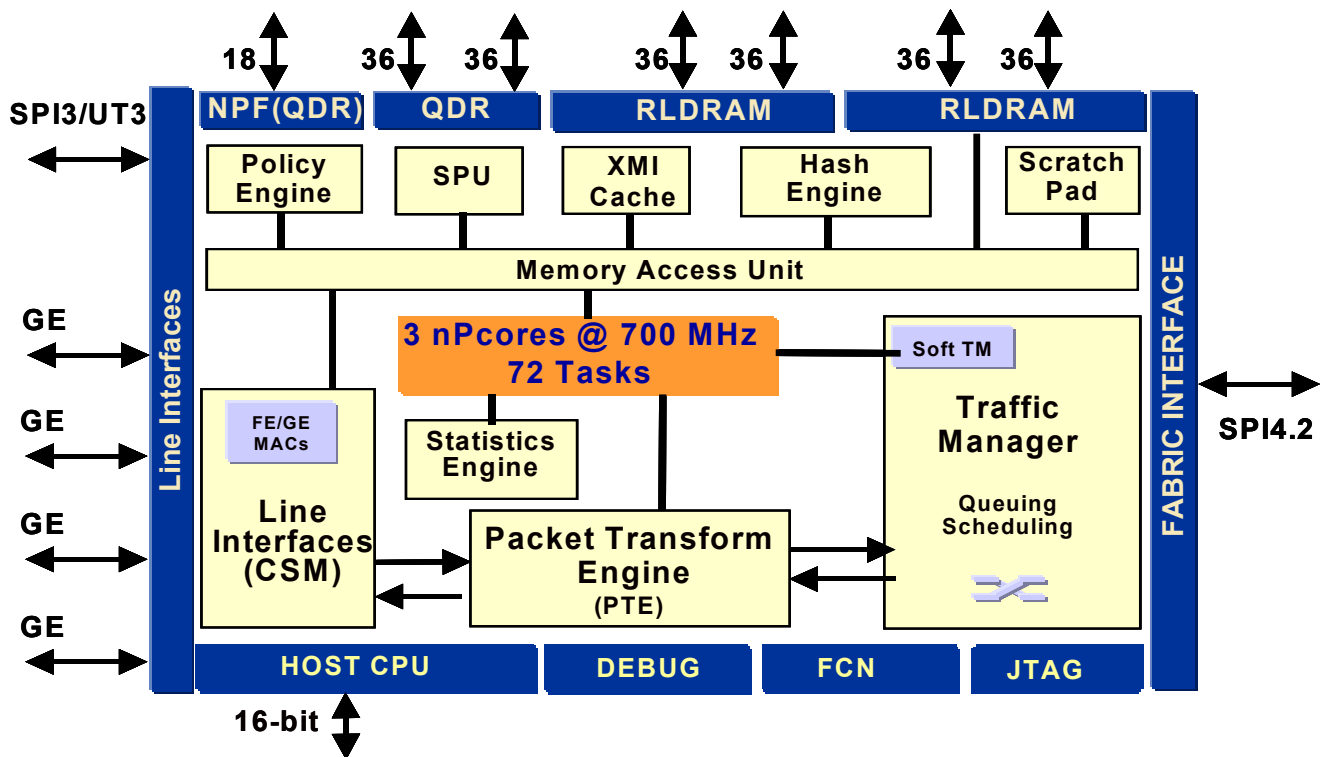 18
36
36
36
36
36
36
SPI3/UT3
NPF(QDR)
QDR
RLDRAM
RLDRAM
Policy
Engine
SPU
XMI
Cache
Hash
Engine
Scratch
Pad
Memory Access Unit
Line Interfaces
GE
GE
GE
GE
3 nPcores @ 700 MHz
72 Tasks
Soft TM
Traffic
Manager
Queuing
Scheduling
FE/GE
MACs
Line
Interfaces
(CSM)
Statistics
Engine
Packet Transform
Engine
(PTE)
FABRIC INTERFACE
SPI4.2
HOST CPU
DEBUG
FCN
JTAG
16-bit